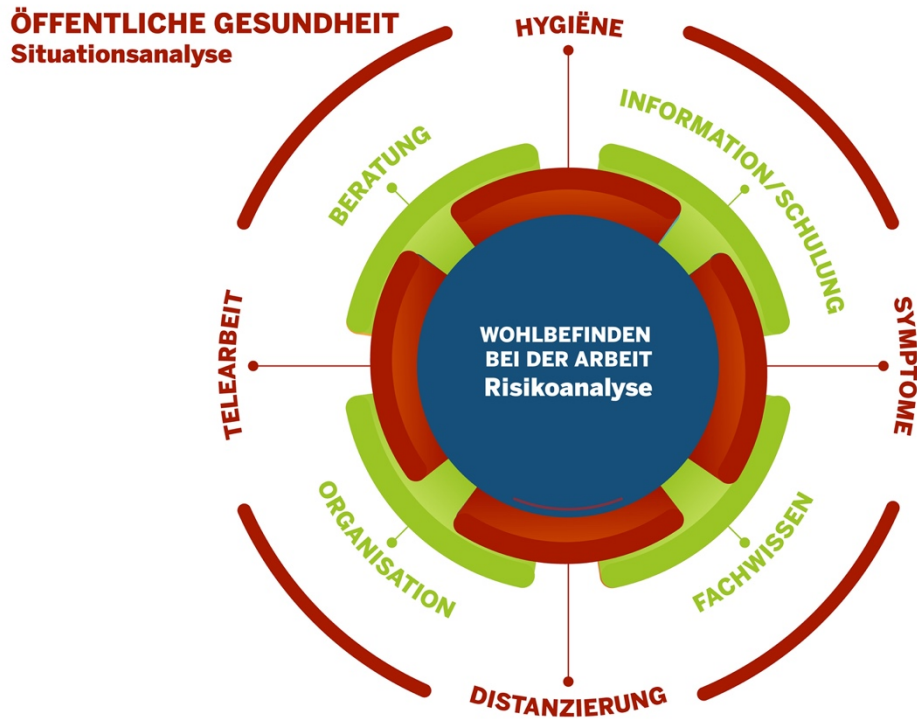 ÖFFENTLICHE GESUNDHEIT
Situationsanalyse
HYGIËNE
INFORMATION/SCHULUNG
BERATUNG
TELEARBEIT
WOHLBEFINDEN
BEI DER ARBEIT
Risikoanalyse
SYMPTOME
ORGANISATION
FACHWISSEN
DISTANZIERUNG